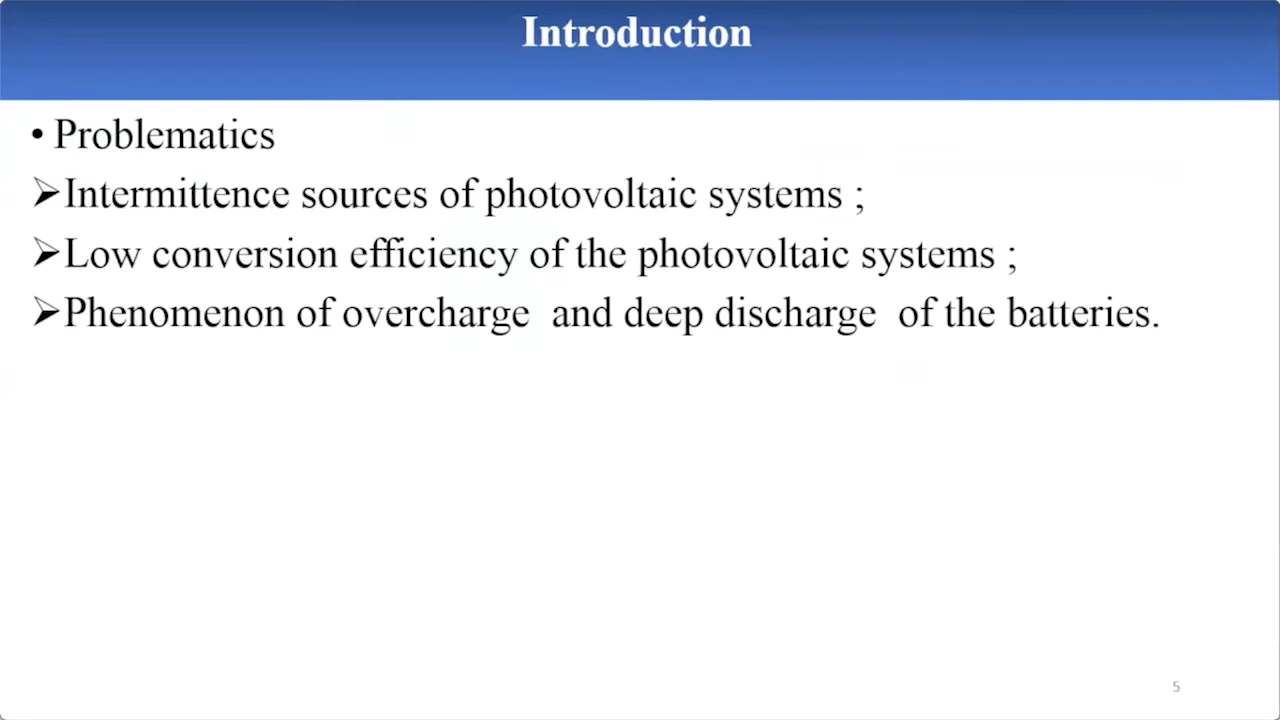 Introduction
• Problematics
➢Intermittence sources of photovoltaic systems ;
➢Low conversion efficiency of the photovoltaic systems ;
➢Phenomenon of overcharge  and deep discharge  of the batteries.
5